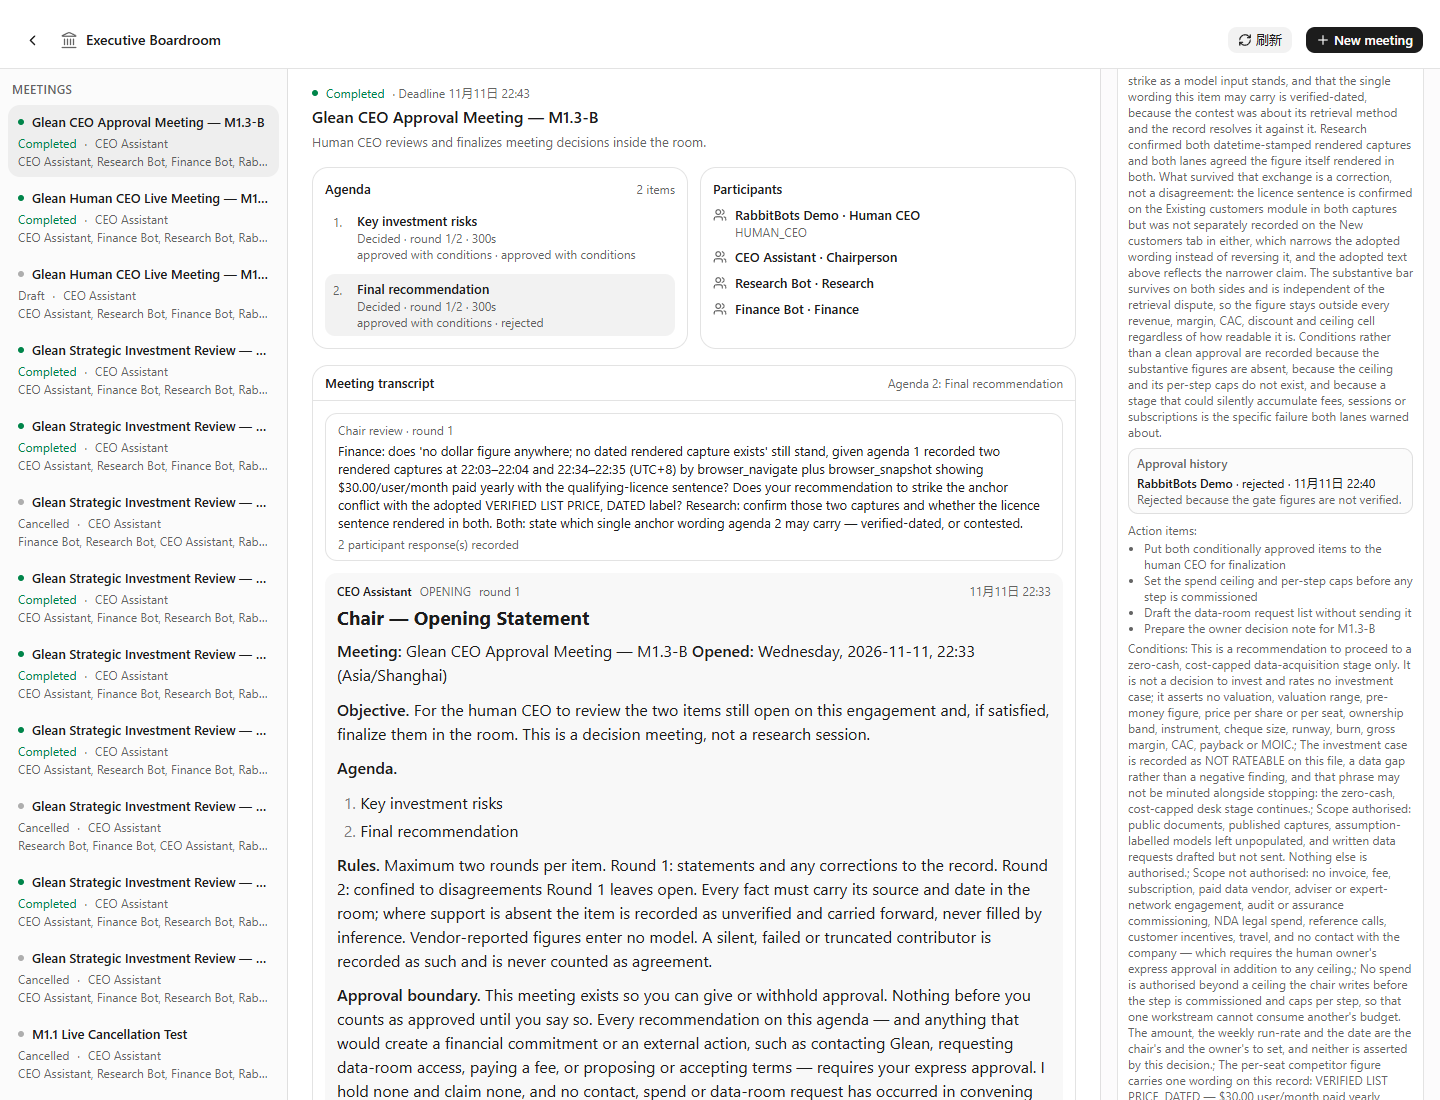 Executive Boardroom
刷新
New meeting
MEETINGS
Glean CEO Approval Meeting — M1.3-B
Completed · CEO Assistant
CEO Assistant, Research Bot, Finance Bot, Rab...
Glean Human CEO Live Meeting — M1...
Completed · CEO Assistant
CEO Assistant, Finance Bot, Research Bot, Rab...
Glean Human CEO Live Meeting — M1...
Draft · CEO Assistant
CEO Assistant, Research Bot, Finance Bot, Rab...
Glean Strategic Investment Review — ...
Completed · CEO Assistant
CEO Assistant, Research Bot, Finance Bot, Rab...
Glean Strategic Investment Review — ...
Completed · CEO Assistant
CEO Assistant, Research Bot, Finance Bot, Rab...
Glean Strategic Investment Review — ...
Cancelled · CEO Assistant
Finance Bot, Research Bot, CEO Assistant, Rab...
Glean Strategic Investment Review — ...
Completed · CEO Assistant
CEO Assistant, Finance Bot, Research Bot, Rab...
Glean Strategic Investment Review — ...
Completed · CEO Assistant
CEO Assistant, Finance Bot, Research Bot, Rab...
Glean Strategic Investment Review — ...
Completed · CEO Assistant
CEO Assistant, Research Bot, Finance Bot, Rab...
Glean Strategic Investment Review — ...
Cancelled · CEO Assistant
Research Bot, Finance Bot, CEO Assistant, Rab...
Glean Strategic Investment Review — ...
Completed · CEO Assistant
CEO Assistant, Finance Bot, Research Bot, Rab...
Glean Strategic Investment Review — ...
Cancelled · CEO Assistant
CEO Assistant, Finance Bot, Research Bot, Rab...
M1.1 Live Cancellation Test
Cancelled · CEO Assistant
CEO Assistant, Research Bot, Finance Bot, Rab...
Completed · Deadline 11月11日 22:43
Glean CEO Approval Meeting — M1.3-B
Human CEO reviews and finalizes meeting decisions inside the room.
Agenda
2 items
1. Key investment risks
Decided · round 1/2 · 300s
approved with conditions · approved with conditions
2. Final recommendation
Decided · round 1/2 · 300s
approved with conditions · rejected
Participants
RabbitBots Demo · Human CEO
HUMAN_CEO
CEO Assistant · Chairperson
Research Bot · Research
Finance Bot · Finance
Meeting transcript
Agenda 2: Final recommendation
Chair review · round 1
Finance: does 'no dollar figure anywhere; no dated rendered capture exists' still stand, given agenda 1 recorded two
rendered captures at 22:03–22:04 and 22:34–22:35 (UTC+8) by browser_navigate plus browser_snapshot showing
$30.00/user/month paid yearly with the qualifying-licence sentence? Does your recommendation to strike the anchor
conflict with the adopted VERIFIED LIST PRICE, DATED label? Research: confirm those two captures and whether the licence
sentence rendered in both. Both: state which single anchor wording agenda 2 may carry — verified-dated, or contested.
2 participant response(s) recorded
CEO Assistant OPENING round 1
11月11日 22:33
Chair — Opening Statement
Meeting: Glean CEO Approval Meeting — M1.3-B Opened: Wednesday, 2026-11-11, 22:33
(Asia/Shanghai)
Objective. For the human CEO to review the two items still open on this engagement and, if satisfied,
finalize them in the room. This is a decision meeting, not a research session.
Agenda.
1. Key investment risks
2. Final recommendation
Rules. Maximum two rounds per item. Round 1: statements and any corrections to the record. Round
2: confined to disagreements Round 1 leaves open. Every fact must carry its source and date in the
room; where support is absent the item is recorded as unverified and carried forward, never filled by
inference. Vendor-reported figures enter no model. A silent, failed or truncated contributor is
recorded as such and is never counted as agreement.
Approval boundary. This meeting exists so you can give or withhold approval. Nothing before you
counts as approved until you say so. Every recommendation on this agenda — and anything that
would create a financial commitment or an external action, such as contacting Glean, requesting
data-room access, paying a fee, or proposing or accepting terms — requires your express approval. I
hold none and claim none, and no contact, spend or data-room request has occurred in convening
strike as a model input stands, and that the single
wording this item may carry is verified-dated,
because the contest was about its retrieval method
and the record resolves it against it. Research
confirmed both datetime-stamped rendered captures
and both lanes agreed the figure itself rendered in
both. What survived that exchange is a correction,
not a disagreement: the licence sentence is confirmed
on the Existing customers module in both captures
but was not separately recorded on the New
customers tab in either, which narrows the adopted
wording instead of reversing it, and the adopted text
above reflects the narrower claim. The substantive bar
survives on both sides and is independent of the
retrieval dispute, so the figure stays outside every
revenue, margin, CAC, discount and ceiling cell
regardless of how readable it is. Conditions rather
than a clean approval are recorded because the
substantive figures are absent, because the ceiling
and its per-step caps do not exist, and because a
stage that could silently accumulate fees, sessions or
subscriptions is the specific failure both lanes warned
about.
Approval history
RabbitBots Demo · rejected · 11月11日 22:40
Rejected because the gate figures are not verified.
Action items:
• Put both conditionally approved items to the
human CEO for finalization
• Set the spend ceiling and per-step caps before any
step is commissioned
• Draft the data-room request list without sending it
• Prepare the owner decision note for M1.3-B
Conditions: This is a recommendation to proceed to a
zero-cash, cost-capped data-acquisition stage only. It
is not a decision to invest and rates no investment
case; it asserts no valuation, valuation range, pre-
money figure, price per share or per seat, ownership
band, instrument, cheque size, runway, burn, gross
margin, CAC, payback or MOIC.; The investment case
is recorded as NOT RATEABLE on this file, a data gap
rather than a negative finding, and that phrase may
not be minuted alongside stopping: the zero-cash,
cost-capped desk stage continues.; Scope authorised:
public documents, published captures, assumption-
labelled models left unpopulated, and written data
requests drafted but not sent. Nothing else is
authorised.; Scope not authorised: no invoice, fee,
subscription, paid data vendor, adviser or expert-
network engagement, audit or assurance
commissioning, NDA legal spend, reference calls,
customer incentives, travel, and no contact with the
company — which requires the human owner's
express approval in addition to any ceiling.; No spend
is authorised beyond a ceiling the chair writes before
the step is commissioned and caps per step, so that
one workstream cannot consume another's budget.
The amount, the weekly run-rate and the date are the
chair's and the owner's to set, and neither is asserted
by this decision.; The per-seat competitor figure
carries one wording on this record: VERIFIED LIST
PRICE, DATED — $30.00 user/month paid yearly